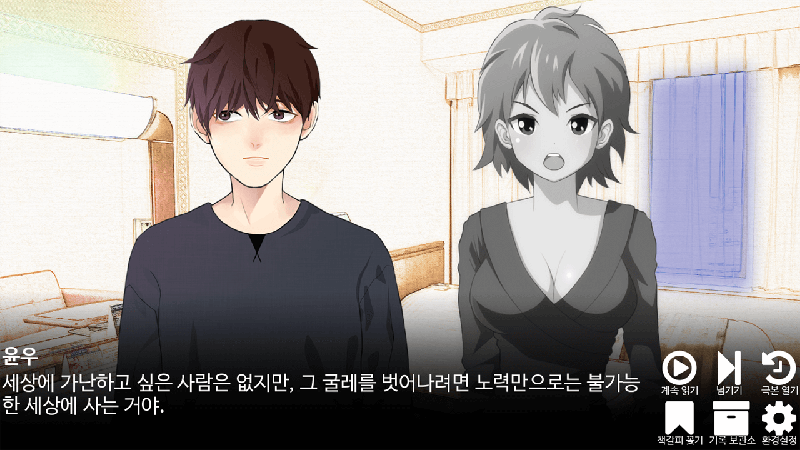 윤우
세상에 가난하고 싶은 사람은 없지만, 그 굴레를 벗어나려면 노력만으로는 불가능
한 세상에 사는 거야.
계속 읽기 넘기기 극본 열기
책갈피 꽂기 기록 보관소 환경설정